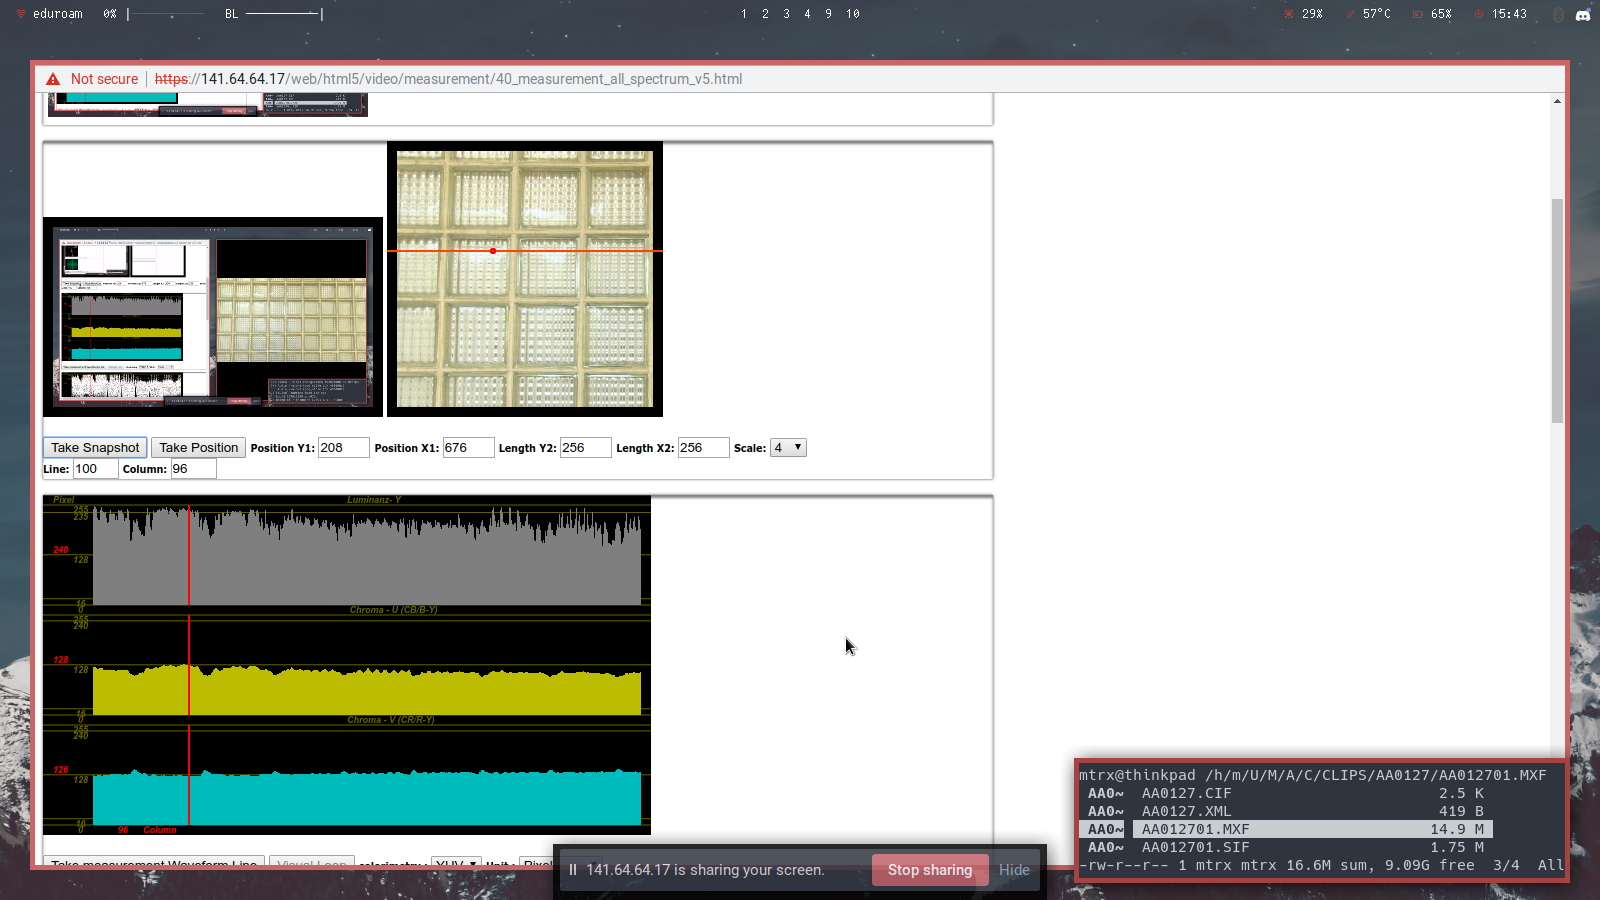 eduroam 0% BL 1 2 3 4 9 10 29% 57°C 65% 15:43
Not secure https://141.64.64.17/web/html5/video/measurement/40_measurement_all_spectrum_v5.html
Take Snapshot Take Position Position Y1: 208 Position X1: 676 Length Y2: 256 Length X2: 256 Scale: 4
Line: 100 Column: 96
Pixel Luminanz- Y
255
235
240
128
16
0
Chroma - U (CB/B-Y)
255
240
128
128
16
0
Chroma - V (CR/R-Y)
255
240
126
128
16
0
96 Column
Take measurement Waveform Line Visual Loop colorimetry: YUV Unit: Pixel
141.64.64.17 is sharing your screen. Stop sharing Hide
mtrx@thinkpad /h/m/U/M/A/C/CLIPS/AA0127/AA012701.MXF
AA0~ AA0127.CIF 2.5 K
AA0~ AA0127.XML 419 B
AA0~ AA012701.MXF 14.9 M
AA0~ AA012701.SIF 1.75 M
-rw-r--r-- 1 mtrx mtrx 16.6M sum, 9.09G free 3/4 All